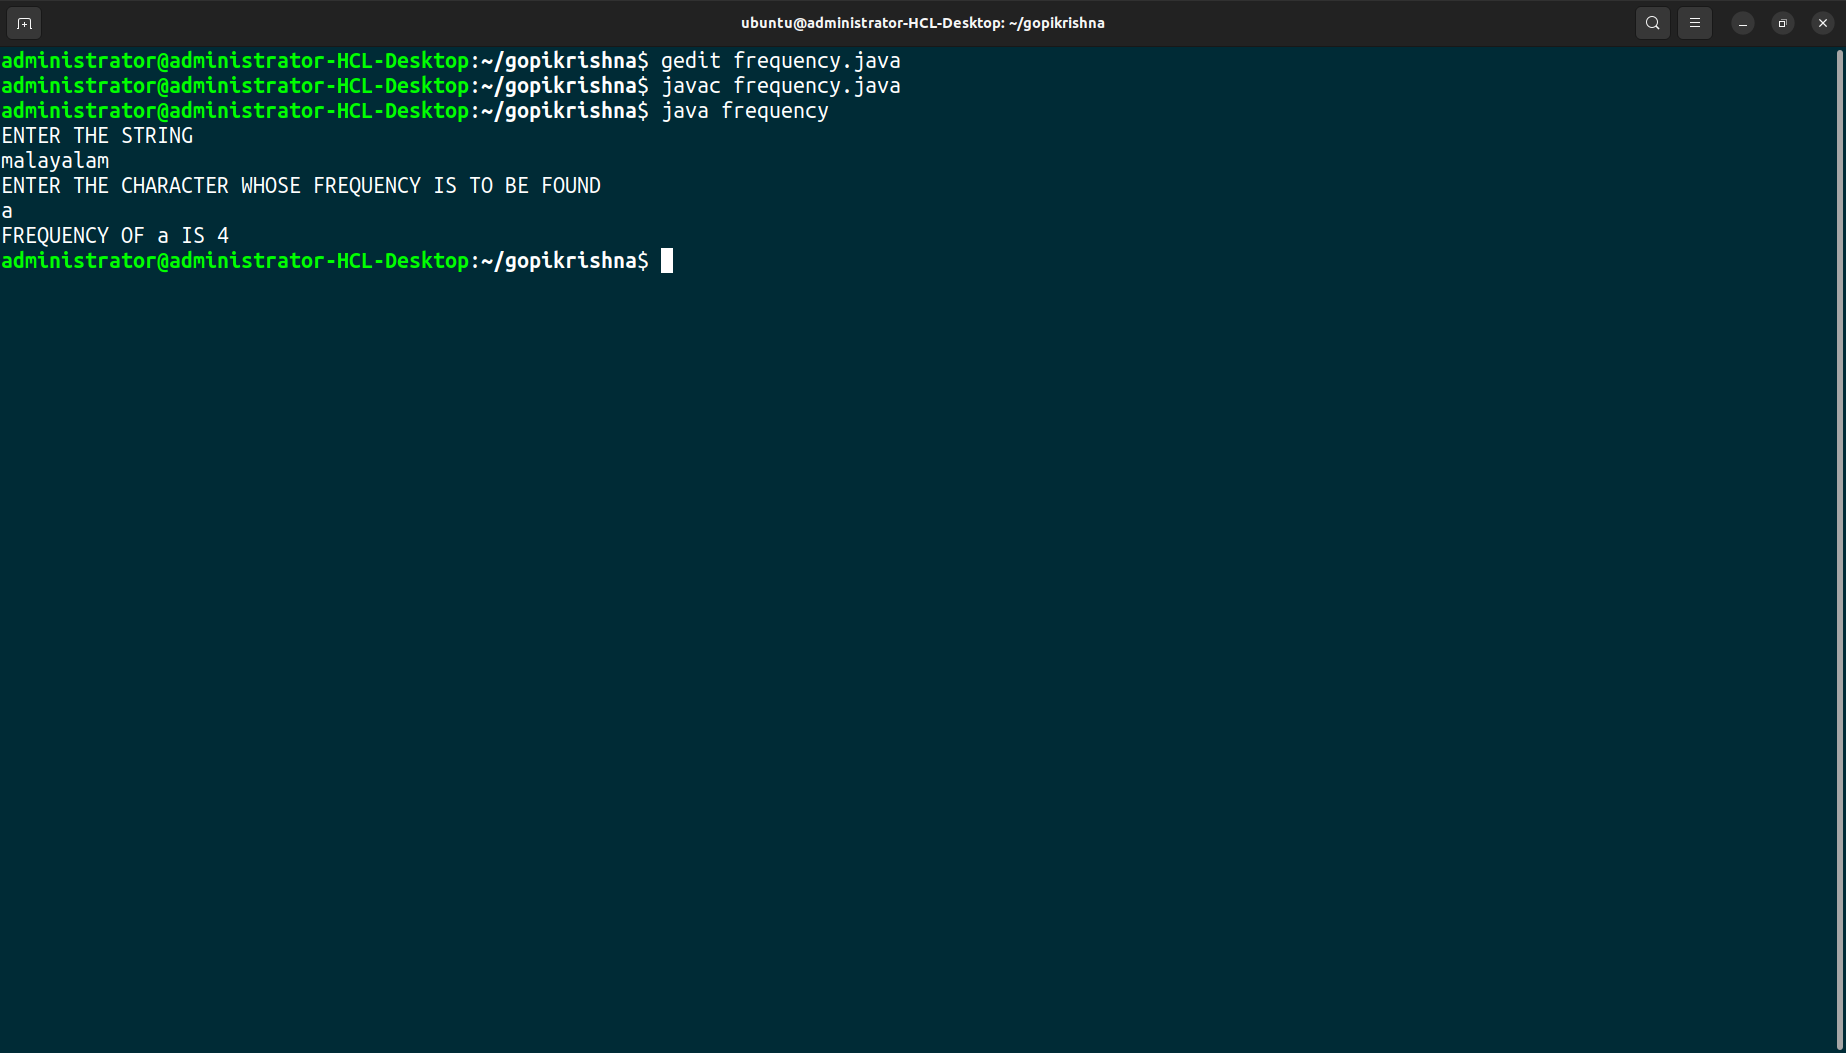 ubuntu@administrator-HCL-Desktop: ~/gopikrishna
administrator@administrator-HCL-Desktop:~/gopikrishna$ gedit frequency.java
administrator@administrator-HCL-Desktop:~/gopikrishna$ javac frequency.java
administrator@administrator-HCL-Desktop:~/gopikrishna$ java frequency
ENTER THE STRING
malayalam
ENTER THE CHARACTER WHOSE FREQUENCY IS TO BE FOUND
a
FREQUENCY OF a IS 4
administrator@administrator-HCL-Desktop:~/gopikrishna$